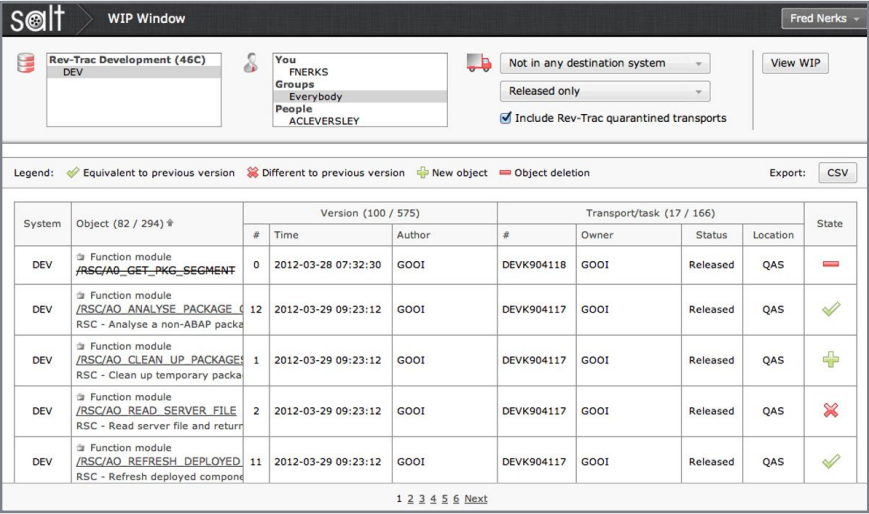 salt WIP Window Fred Nerks
Rev-Trac Development (46C)
DEV
You
FNERKS
Groups
Everybody
People
ACLEVERSLEY
Not in any destination system
Released only
Include Rev-Trac quarantined transports
View WIP
Legend: Equivalent to previous version Different to previous version New object Object deletion Export: CSV
System Object (82 / 294) Version (100 / 575) Transport/task (17 / 166) State
# Time Author # Owner Status Location
Function module
DEV /RSC/AO_GET_PKG_SEGMENT 0 2012-03-28 07:32:30 GOOI DEVK904118 GOOI Released QAS
Function module
DEV /RSC/AO_ANALYSE_PACKAGE_ 12 2012-03-29 09:23:12 GOOI DEVK904117 GOOI Released QAS
RSC - Analyse a non-ABAP packa
Function module
DEV /RSC/AO_CLEAN_UP_PACKAGES 1 2012-03-29 09:23:12 GOOI DEVK904117 GOOI Released QAS
RSC - Clean up temporary packa
Function module
DEV /RSC/AO_READ_SERVER_FILE 2 2012-03-29 09:23:12 GOOI DEVK904117 GOOI Released QAS
RSC - Read server file and return
Function module
DEV /RSC/AO_REFRESH_DEPLOYED_ 11 2012-03-29 09:23:12 GOOI DEVK904117 GOOI Released QAS
RSC - Refresh deployed compone
1 2 3 4 5 6 Next